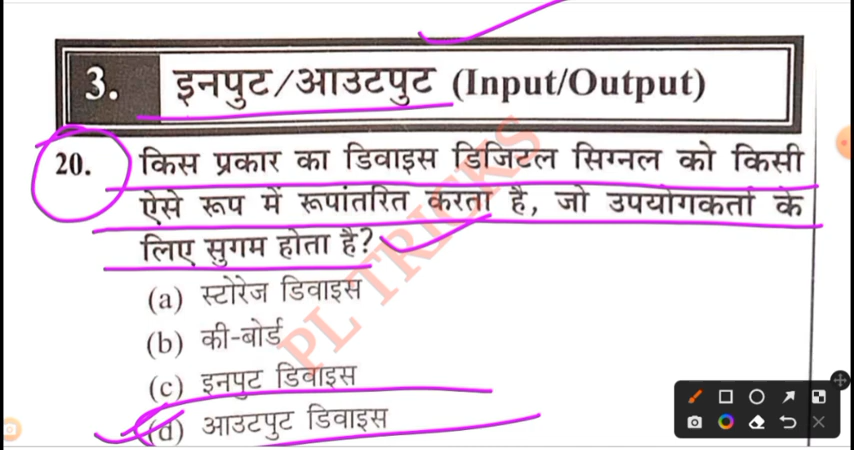 3. इनपुट/आउटपुट (Input/Output)
20. किस प्रकार का डिवाइस डिजिटल सिग्नल को किसी
ऐसे रूप में रूपांतरित करता है, जो उपयोगकर्ता के
लिए सुगम होता है?
(a) स्टोरेज डिवाइस
(b) की-बोर्ड
(c) इनपुट डिवाइस
(d) आउटपुट डिवाइस
PL TRICKS